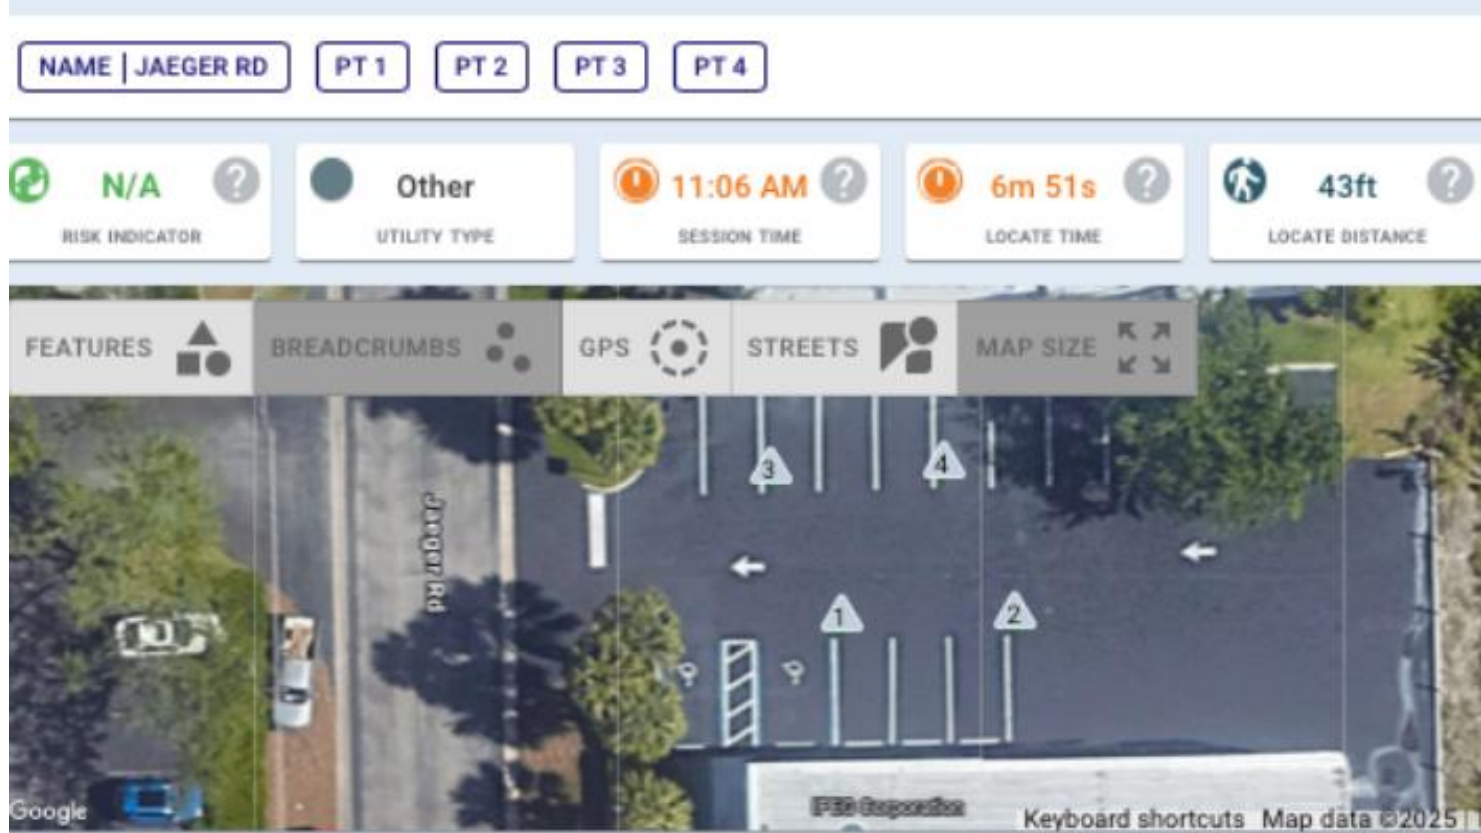 NAME | JAEGER RD PT 1 PT 2 PT 3 PT 4
N/A ? Other 11:06 AM ? 6m 51s ? 43ft ?
RISK INDICATOR UTILITY TYPE SESSION TIME LOCATE TIME LOCATE DISTANCE
FEATURES BREADCRUMBS GPS STREETS MAP SIZE
3 4
Jaeger Rd
1 2
Google
Corporation
Keyboard shortcuts Map data ©2025